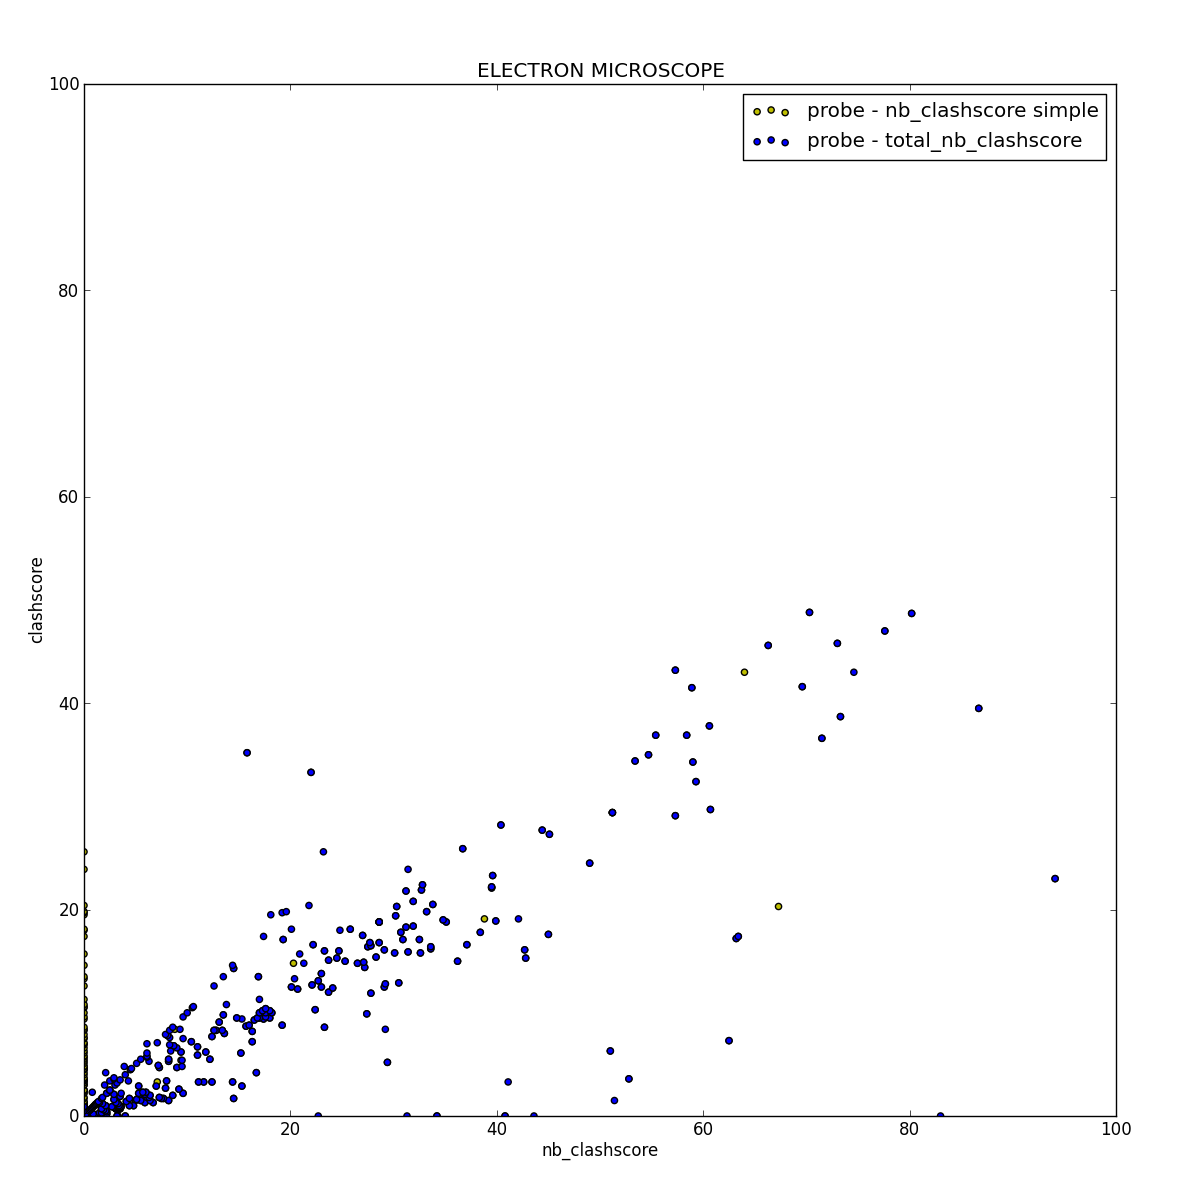 ELECTRON MICROSCOPE
probe - nb_clashscore simple
probe - total_nb_clashscore
clashscore
100
80
60
40
20
0
0 20 40 60 80 100
nb_clashscore